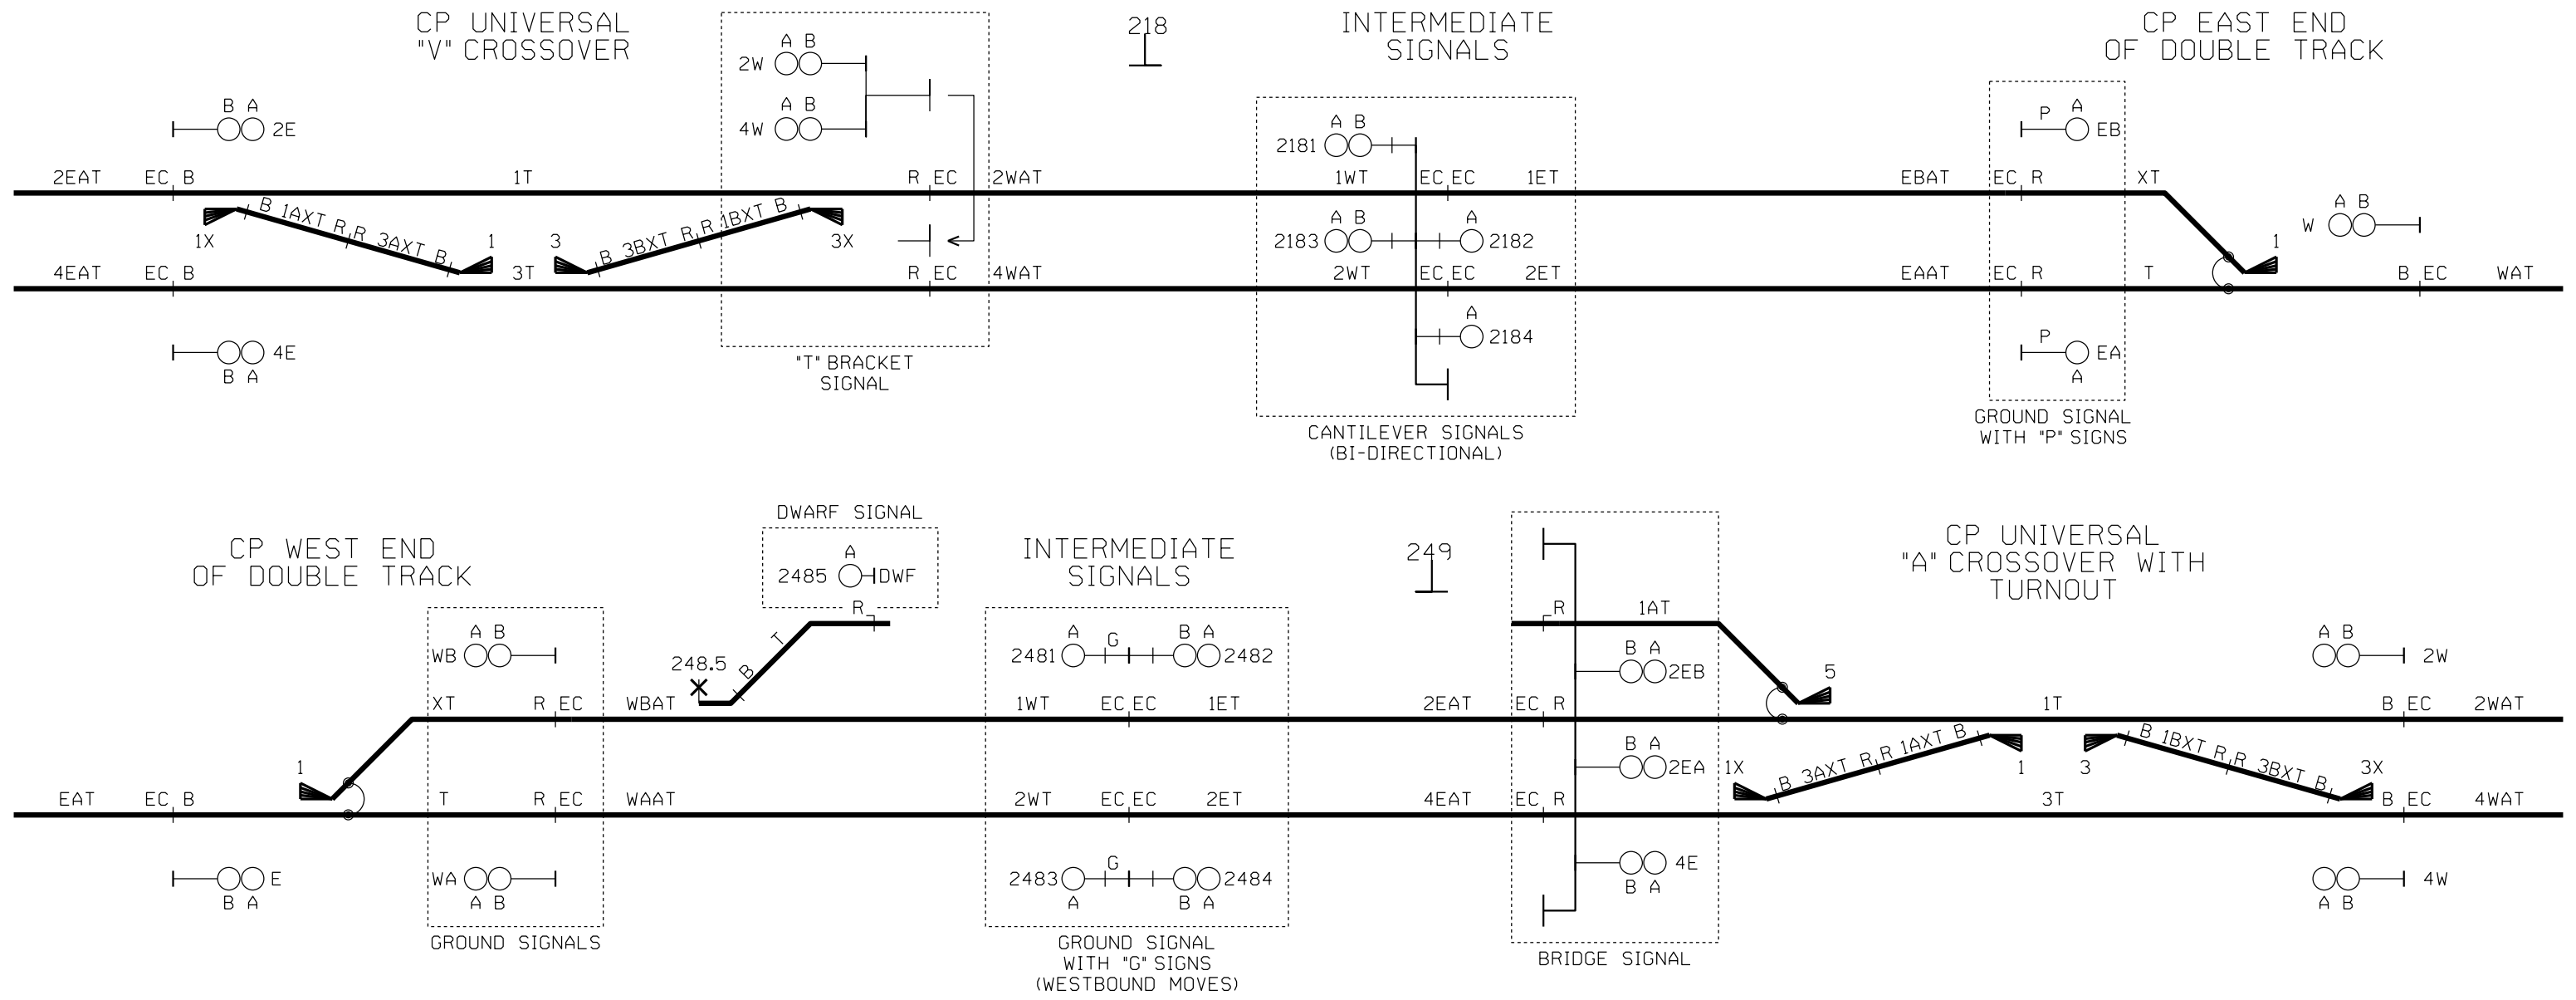 CP UNIVERSAL
"V" CROSSOVER
218
INTERMEDIATE
SIGNALS
CP EAST END
OF DOUBLE TRACK
A B
2W
A B
4W
B A
2E
A B
2181
P A
EB
2EAT EC B 1T R EC 2WAT 1WT EC EC 1ET EBAT EC R XT
B 1AXT R R 3AXT B
B 3BXT R R 1BXT B
1X 1 3 3X
A B
2183
A
2182
A B
W
1
4EAT EC B 3T R EC 4WAT 2WT EC EC 2ET EAAT EC R T B EC WAT
A
2184
4E
B A
P EA
A
"T" BRACKET
SIGNAL
GROUND SIGNAL
WITH "P" SIGNS
CANTILEVER SIGNALS
(BI-DIRECTIONAL)
DWARF SIGNAL
CP WEST END
OF DOUBLE TRACK
A
2485 DWF
INTERMEDIATE
SIGNALS
249
CP UNIVERSAL
"A" CROSSOVER WITH
TURNOUT
R
R 1AT
A B
WB
B T
248.5
A G B A
2481 2482
B A
2EB
5
A B
2W
XT R EC WBAT 1WT EC EC 1ET 2EAT EC R 1T B EC 2WAT
1
B A
2EA
1X
B 3AXT R R 1AXT B
1 3
B 1BXT R R 3BXT B
3X
EAT EC B T R EC WAAT 2WT EC EC 2ET 4EAT EC R 3T B EC 4WAT
E
B A
WA
A B
2483 G 2484
A B A
4E
B A
4W
A B
GROUND SIGNALS
GROUND SIGNAL
WITH "G" SIGNS
(WESTBOUND MOVES)
BRIDGE SIGNAL